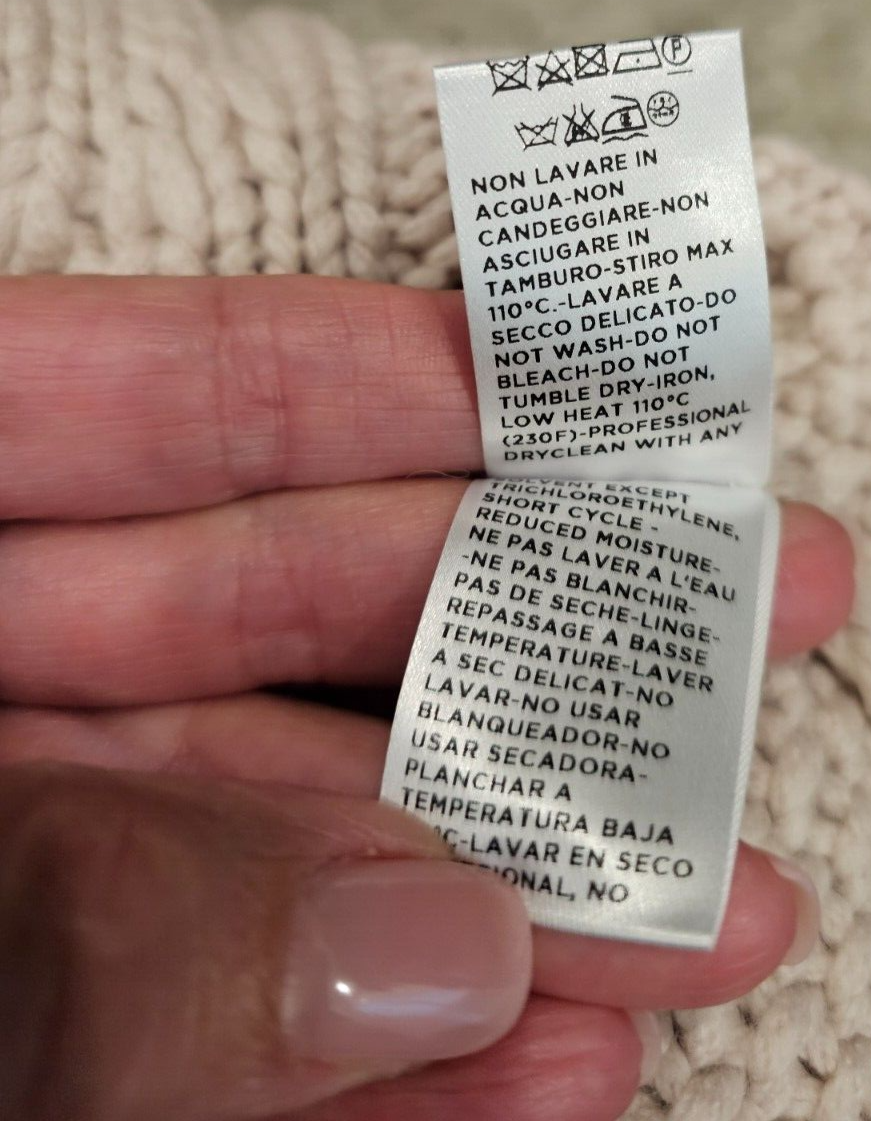 P
NON LAVARE IN
ACQUA-NON
CANDEGGIARE-NON
ASCIUGARE IN
TAMBURO-STIRO MAX
110°C.-LAVARE A
SECCO DELICATO-DO
NOT WASH-DO NOT
BLEACH-DO NOT
TUMBLE DRY-IRON,
LOW HEAT 110°C
(230F)-PROFESSIONAL
DRYCLEAN WITH ANY
SOLVENT EXCEPT
TRICHLOROETHYLENE,
SHORT CYCLE -
REDUCED MOISTURE-
-NE PAS LAVER A L'EAU
-NE PAS BLANCHIR-
PAS DE SECHE-LINGE-
REPASSAGE A BASSE
TEMPERATURE-LAVER
A SEC DELICAT-NO
LAVAR-NO USAR
BLANQUEADOR-NO
USAR SECADORA-
PLANCHAR A
TEMPERATURA BAJA
°C-LAVAR EN SECO
IONAL, NO